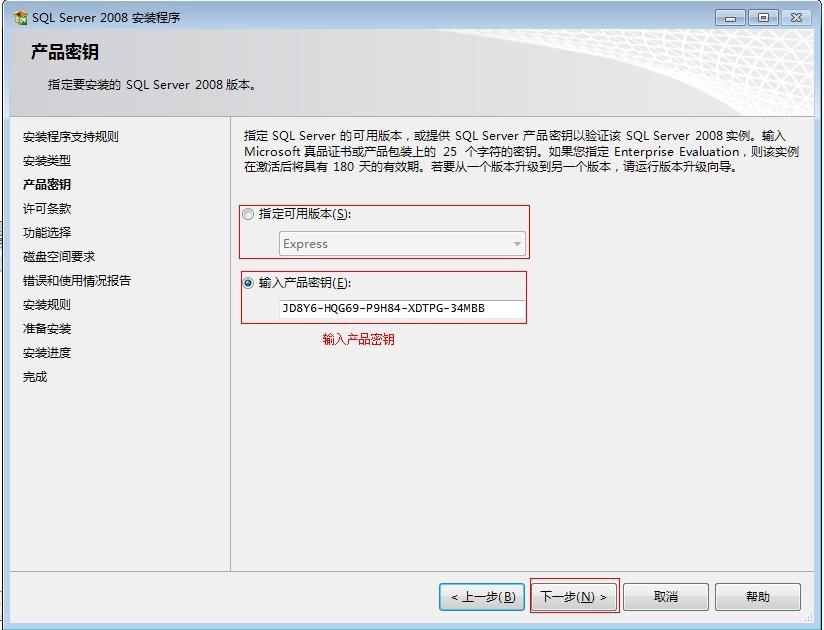 SQL Server 2008 安装程序
产品密钥
指定要安装的 SQL Server 2008 版本。
安装程序支持规则
安装类型
产品密钥
许可条款
功能选择
磁盘空间要求
错误和使用情况报告
安装规则
准备安装
安装进度
完成
指定 SQL Server 的可用版本，或提供 SQL Server 产品密钥以验证该 SQL Server 2008 实例。输入
Microsoft 真品证书或产品包装上的 25 个字符的密钥。如果您指定 Enterprise Evaluation，则该实例
在激活后将具有 180 天的有效期。若要从一个版本升级到另一个版本，请运行版本升级向导。
指定可用版本(S):
Express
输入产品密钥(E):
JD8Y6-HQG69-P9H84-XDTPG-34MBB
输入产品密钥
< 上一步(B)
下一步(N) >
取消
帮助